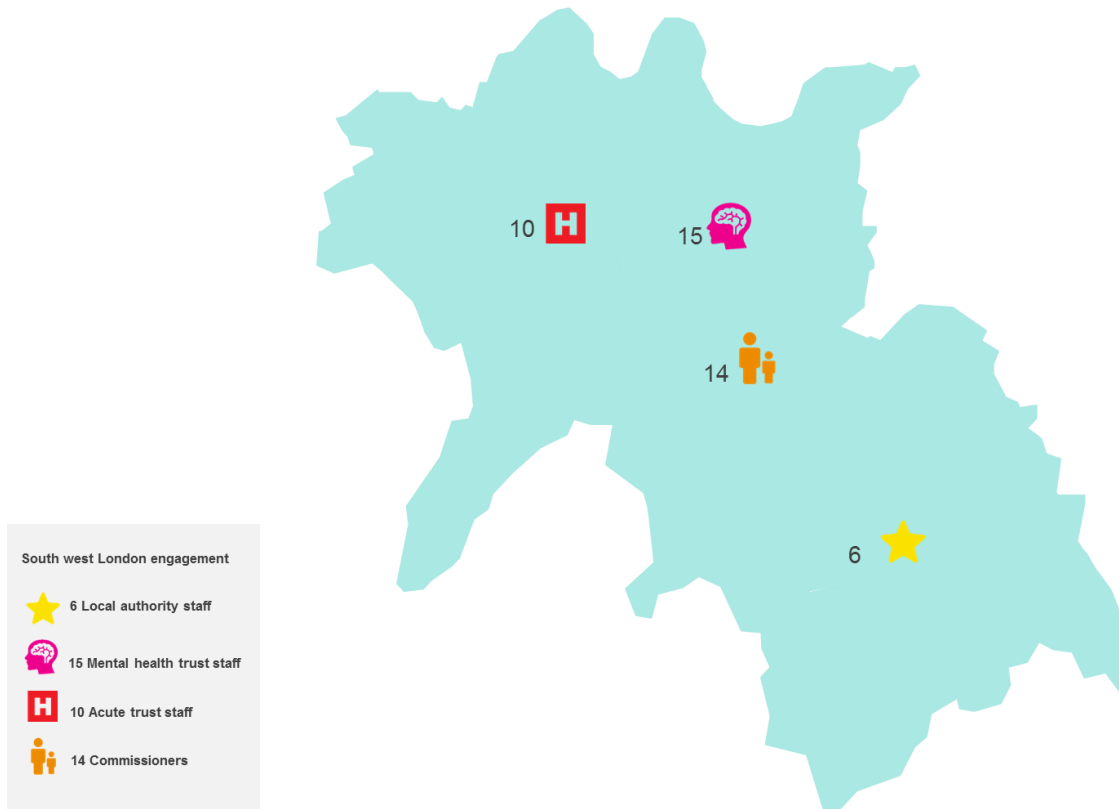 10
15
14
6
South west London engagement
6 Local authority staff
15 Mental health trust staff
10 Acute trust staff
14 Commissioners